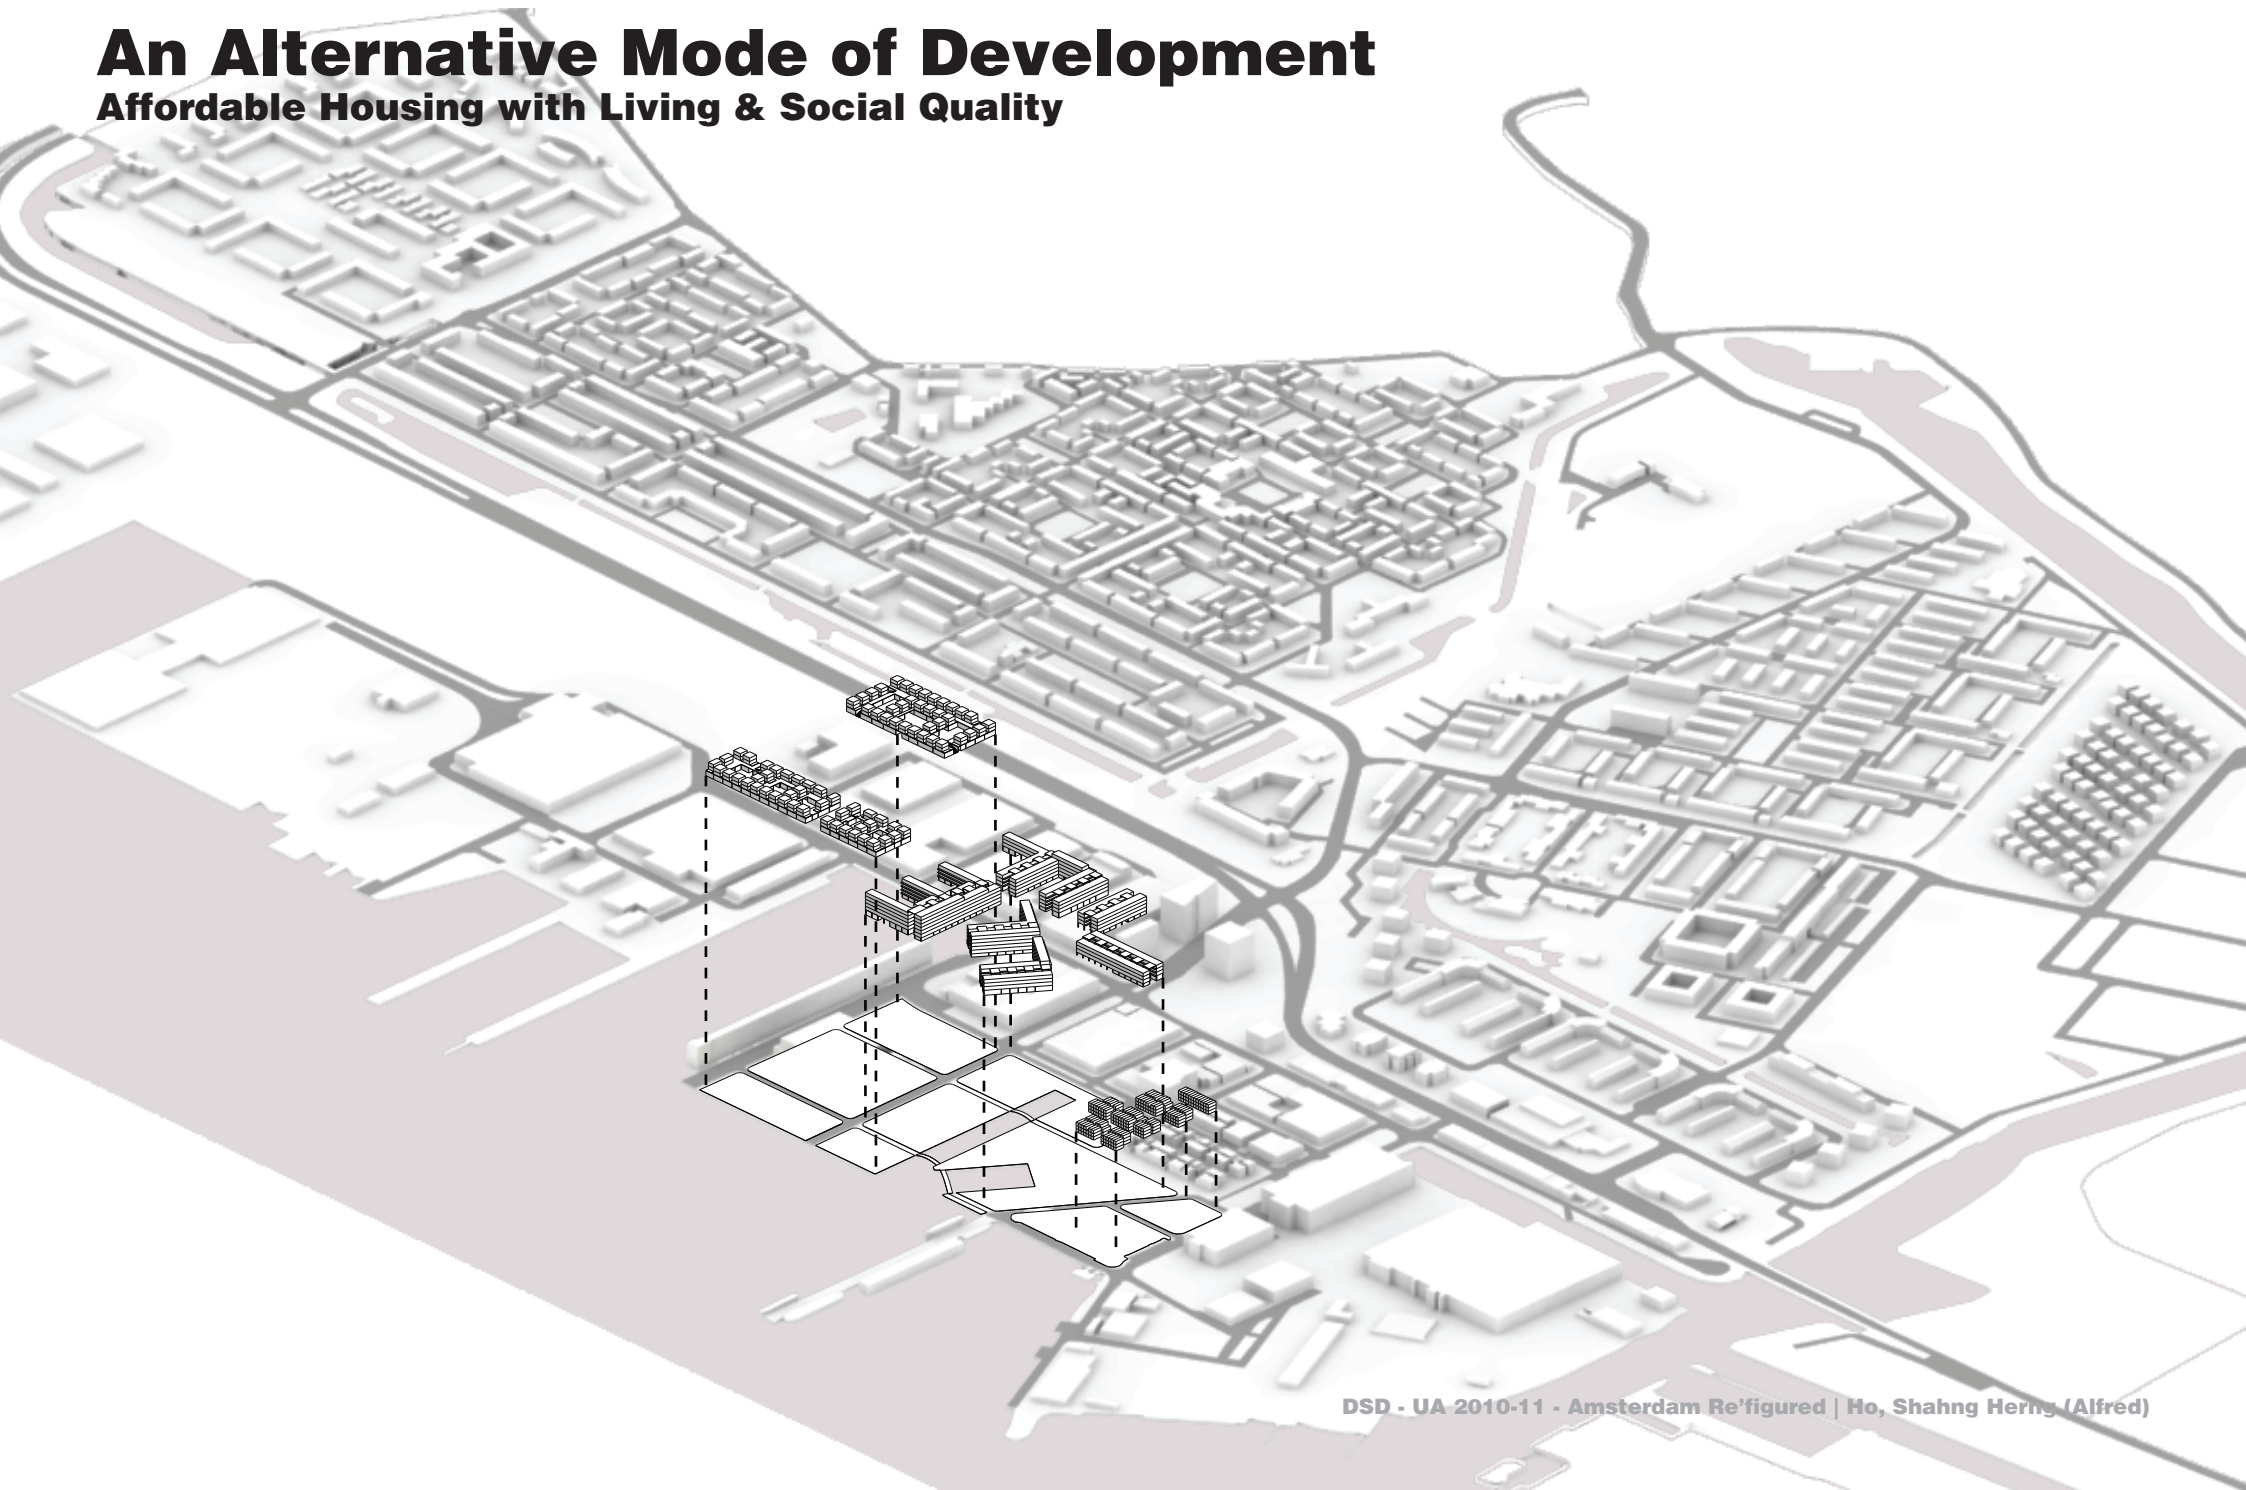 An Alternative Mode of Development
Affordable Housing with Living & Social Quality
DSD - UA 2010-11 - Amsterdam Re’figured | Ho, Shahng Herng (Alfred)